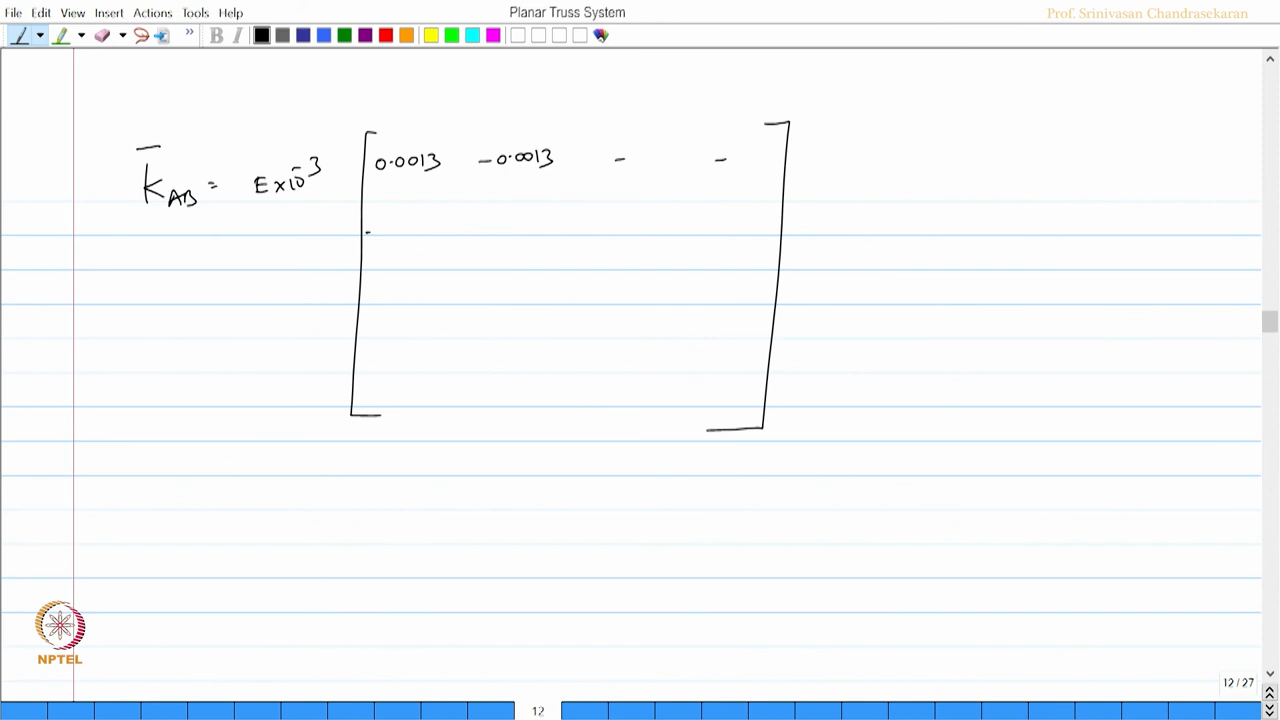 File Edit View Insert Actions Tools Help
Planar Truss System
Prof. Srinivasan Chandrasekaran
B I
K̄_AB = E×10⁻³ [ 0.0013 -0.0013 - -
NPTEL
12 / 27
12